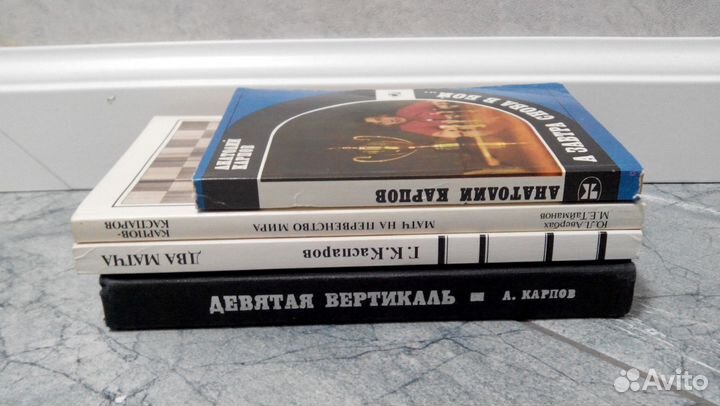 АНАТОЛИЙ
КАРПОВ
А ЗАВТРА СНОВА В БОЙ...
АНАТОЛИЙ КАРПОВ
КАРПОВ-
КАСПАРОВ
МАТЧ НА ПЕРВЕНСТВО МИРА
Ю.Л.Авербах
М.Е.Тайманов
ДВА МАТЧА
Г. К. Каспаров
ДЕВЯТАЯ ВЕРТИКАЛЬ
А. КАРПОВ
Avito